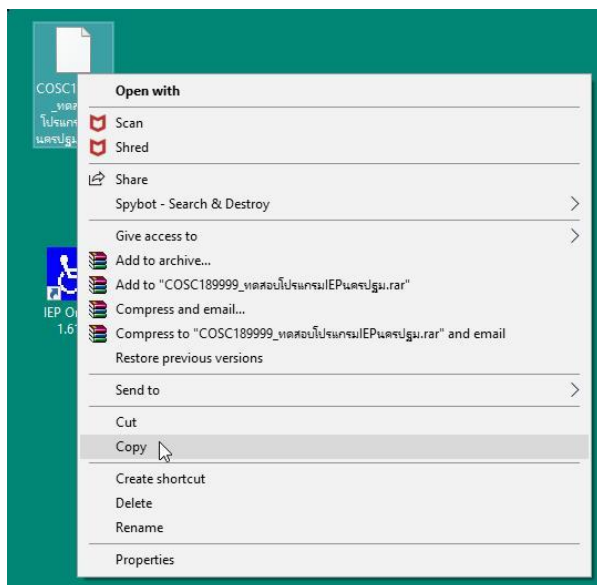 COSC1
_ทดส
โปรแกร
นครปฐม
Open with
Scan
Shred
Share
Spybot - Search & Destroy
Give access to
Add to archive...
Add to "COSC189999_ทดสอบโปรแกรมIEPนครปฐม.rar"
Compress and email...
Compress to "COSC189999_ทดสอบโปรแกรมIEPนครปฐม.rar" and email
Restore previous versions
Send to
Cut
Copy
Create shortcut
Delete
Rename
Properties
IEP O
1.61